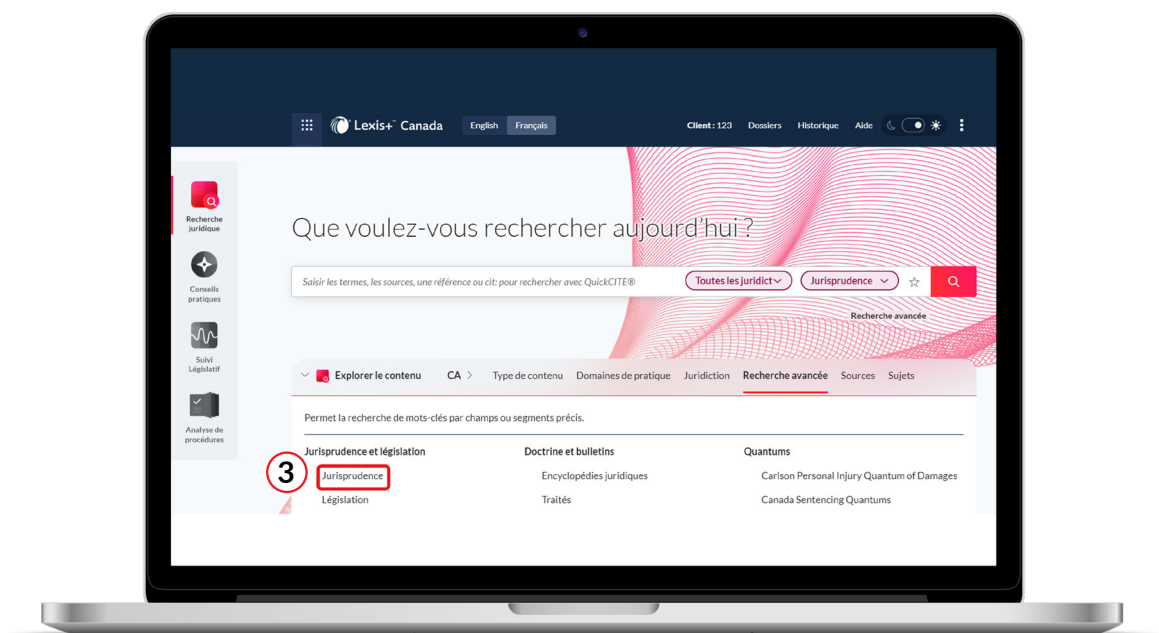 Lexis+™ Canada English Français Client : 123 Dossiers Historique Aide
Recherche
juridique
Conseils
pratiques
Suivi
Législatif
Analyse de
procédures
Que voulez-vous rechercher aujourd'hui ?
Saisir les termes, les sources, une référence ou cit: pour rechercher avec QuickCITE® Toutes les juridict Jurisprudence
Recherche avancée
Explorer le contenu CA > Type de contenu Domaines de pratique Juridiction Recherche avancée Sources Sujets
Permet la recherche de mots-clés par champs ou segments précis.
Jurisprudence et législation Doctrine et bulletins Quantums
3 Jurisprudence Encyclopédies juridiques Carlson Personal Injury Quantum of Damages
Législation Traités Canada Sentencing Quantums